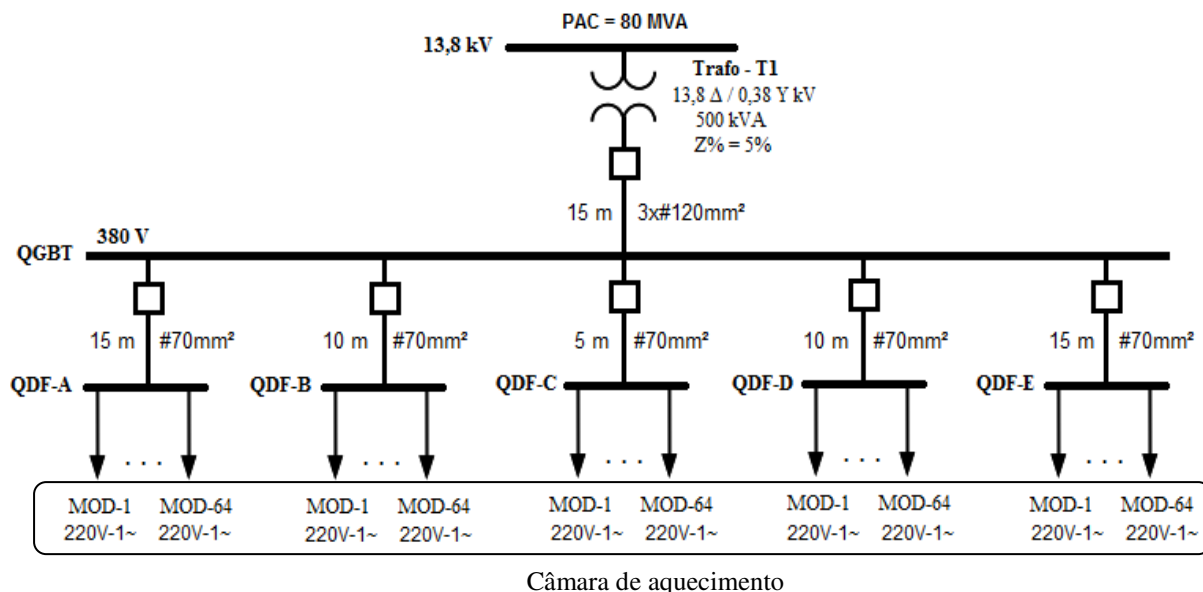 PAC = 80 MVA
13,8 kV
Trafo - T1
13,8 Δ / 0,38 Y kV
500 kVA
Z% = 5%
15 m 3x#120mm²
380 V
QGBT
15 m #70mm² 10 m #70mm² 5 m #70mm² 10 m #70mm² 15 m #70mm²
QDF-A QDF-B QDF-C QDF-D QDF-E
. . . . . . . . . . . . . . .
MOD-1 MOD-64 MOD-1 MOD-64 MOD-1 MOD-64 MOD-1 MOD-64 MOD-1 MOD-64
220V-1~ 220V-1~ 220V-1~ 220V-1~ 220V-1~ 220V-1~ 220V-1~ 220V-1~ 220V-1~ 220V-1~
Câmara de aquecimento